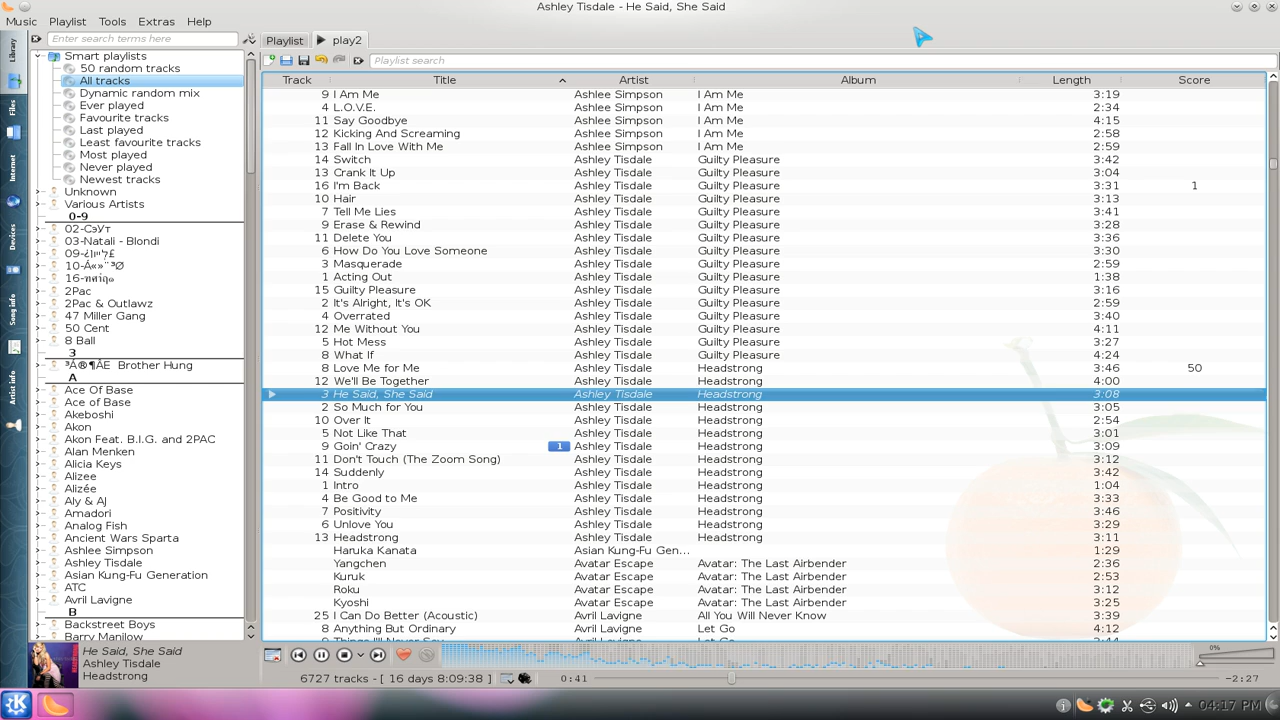 Ashley Tisdale - He Said, She Said
Music Playlist Tools Extras Help
Enter search terms here
Playlist play2
Playlist search
Library
Files
Internet
Devices
Song info
Artist info
Smart playlists
50 random tracks
All tracks
Dynamic random mix
Ever played
Favourite tracks
Last played
Least favourite tracks
Most played
Never played
Newest tracks
Unknown
Various Artists
0-9
02-СэУт
03-Natali - Blondi
2Pac
2Pac & Outlawz
47 Miller Gang
50 Cent
8 Ball
3
³Á®¶ÅE Brother Hung
A
Ace Of Base
Ace of Base
Akeboshi
Akon
Akon Feat. B.I.G. and 2PAC
Alan Menken
Alicia Keys
Alizee
Alizée
Aly & Aj
Amadori
Analog Fish
Ancient Wars Sparta
Ashlee Simpson
Ashley Tisdale
Asian Kung-Fu Generation
ATC
Avril Lavigne
B
Backstreet Boys
Barry Manilow
Track Title Artist Album Length Score
9 I Am Me Ashlee Simpson I Am Me 3:19
4 L.O.V.E. Ashlee Simpson I Am Me 2:34
11 Say Goodbye Ashlee Simpson I Am Me 4:15
12 Kicking And Screaming Ashlee Simpson I Am Me 2:58
13 Fall In Love With Me Ashlee Simpson I Am Me 2:59
14 Switch Ashley Tisdale Guilty Pleasure 3:42
13 Crank It Up Ashley Tisdale Guilty Pleasure 3:04
16 I'm Back Ashley Tisdale Guilty Pleasure 3:31 1
10 Hair Ashley Tisdale Guilty Pleasure 3:13
7 Tell Me Lies Ashley Tisdale Guilty Pleasure 3:41
9 Erase & Rewind Ashley Tisdale Guilty Pleasure 3:28
11 Delete You Ashley Tisdale Guilty Pleasure 3:36
6 How Do You Love Someone Ashley Tisdale Guilty Pleasure 3:30
3 Masquerade Ashley Tisdale Guilty Pleasure 2:59
1 Acting Out Ashley Tisdale Guilty Pleasure 1:38
15 Guilty Pleasure Ashley Tisdale Guilty Pleasure 3:16
2 It's Alright, It's OK Ashley Tisdale Guilty Pleasure 2:59
4 Overrated Ashley Tisdale Guilty Pleasure 3:40
12 Me Without You Ashley Tisdale Guilty Pleasure 4:11
5 Hot Mess Ashley Tisdale Guilty Pleasure 3:27
8 What If Ashley Tisdale Guilty Pleasure 4:24
8 Love Me for Me Ashley Tisdale Headstrong 3:46 50
12 We'll Be Together Ashley Tisdale Headstrong 4:00
3 He Said, She Said Ashley Tisdale Headstrong 3:08
2 So Much for You Ashley Tisdale Headstrong 3:05
10 Over It Ashley Tisdale Headstrong 3:27
5 Not Like That Ashley Tisdale Headstrong 3:01
9 Goin' Crazy 1 Ashley Tisdale Headstrong 3:09
11 Don't Touch (The Zoom Song) Ashley Tisdale Headstrong 3:12
14 Suddenly Ashley Tisdale Headstrong 3:42
1 Intro Ashley Tisdale Headstrong 1:04
4 Be Good to Me Ashley Tisdale Headstrong 3:33
7 Positivity Ashley Tisdale Headstrong 3:46
6 Unlove You Ashley Tisdale Headstrong 3:29
13 Headstrong Ashley Tisdale Headstrong 3:11
Haruka Kanata Asian Kung-Fu Gen... 1:29
Yangchen Avatar Escape Avatar: The Last Airbender 2:36
Kuruk Avatar Escape Avatar: The Last Airbender 2:53
Roku Avatar Escape Avatar: The Last Airbender 3:12
Kyoshi Avatar Escape Avatar: The Last Airbender 3:25
25 I Can Do Better (Acoustic) Avril Lavigne All You Will Never Know 3:39
8 Anything But Ordinary Avril Lavigne Let Go 4:12
He Said, She Said
Ashley Tisdale
Headstrong
0%
6727 tracks - [ 16 days 8:09:38 ] 0:41 -2:27
04:17 PM